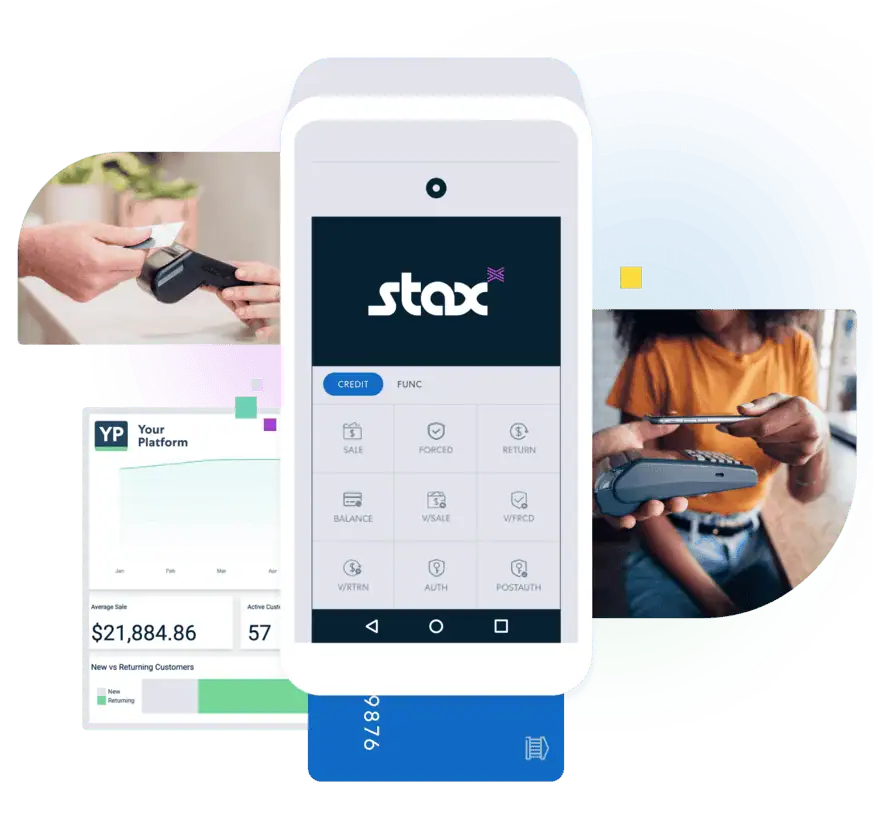 stax
CREDIT
FUNC
SALE
FORCED
RETURN
BALANCE
V/SALE
V/FRCD
V/RTRN
AUTH
POSTAUTH
9876
YP
Your
Platform
Jan
Feb
Mar
Apr
Average Sale
$21,884.86
Active Custo
57
New vs Returning Customers
New
Returning